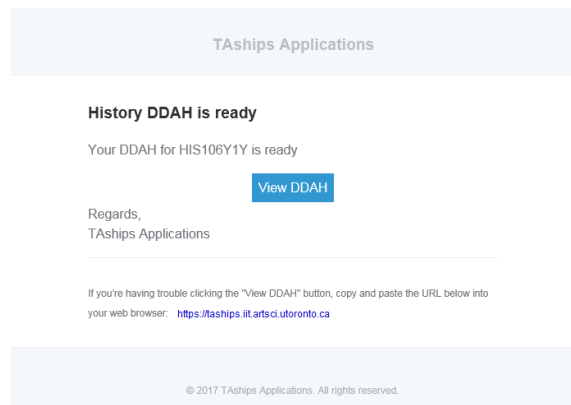 TAships Applications
History DDAH is ready
Your DDAH for HIS106Y1Y is ready
View DDAH
Regards,
TAships Applications
If you're having trouble clicking the "View DDAH" button, copy and paste the URL below into
your web browser: https://taships.iit.artsci.utoronto.ca
© 2017 TAships Applications. All rights reserved.